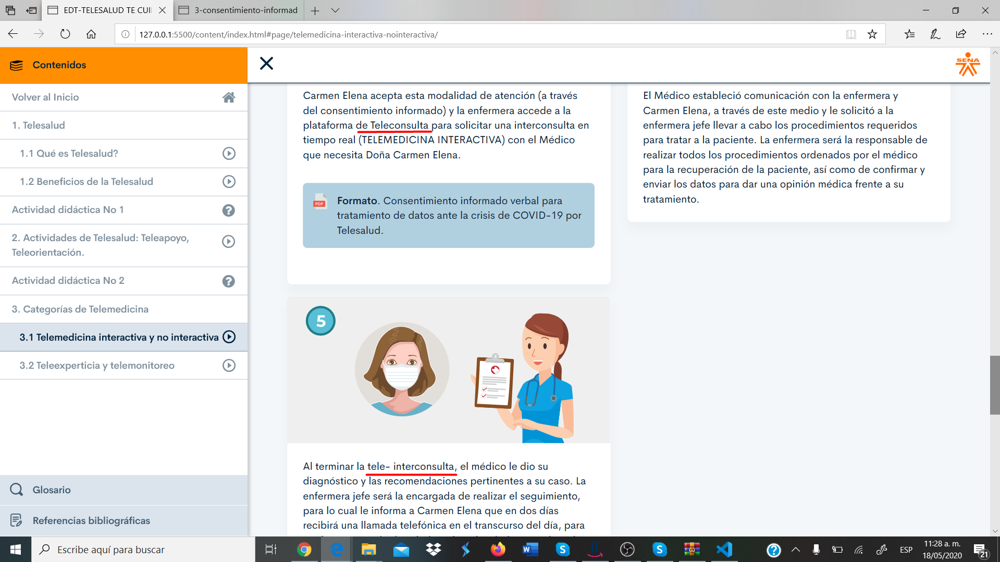 EDT-TELESALUD TE CUI
3-consentimiento-informad
127.0.0.1:5500/content/index.html#page/telemedicina-interactiva-nointeractiva/
Contenidos
SENA
Volver al Inicio
1. Telesalud
1.1 Qué es Telesalud?
1.2 Beneficios de la Telesalud
Actividad didáctica No 1
2. Actividades de Telesalud: Teleapoyo,
Teleorientación.
Actividad didáctica No 2
3. Categorías de Telemedicina
3.1 Telemedicina interactiva y no interactiva
3.2 Teleexperticia y telemonitoreo
Glosario
Referencias bibliográficas
Carmen Elena acepta esta modalidad de atención (a través
del consentimiento informado) y la enfermera accede a la
plataforma de Teleconsulta para solicitar una interconsulta en
tiempo real (TELEMEDICINA INTERACTIVA) con el Médico
que necesita Doña Carmen Elena.
PDF
Formato. Consentimiento informado verbal para
tratamiento de datos ante la crisis de COVID-19 por
Telesalud.
El Médico estableció comunicación con la enfermera y
Carmen Elena, a través de este medio y le solicitó a la
enfermera jefe llevar a cabo los procedimientos requeridos
para tratar a la paciente. La enfermera será la responsable de
realizar todos los procedimientos ordenados por el médico
para la recuperación de la paciente, así como de confirmar y
enviar los datos para dar una opinión médica frente a su
tratamiento.
5
Al terminar la tele- interconsulta, el médico le dio su
diagnóstico y las recomendaciones pertinentes a su caso. La
enfermera jefe será la encargada de realizar el seguimiento,
para lo cual le informa a Carmen Elena que en dos días
recibirá una llamada telefónica en el transcurso del día, para
Escribe aquí para buscar
ESP
11:28 a. m.
18/05/2020
21